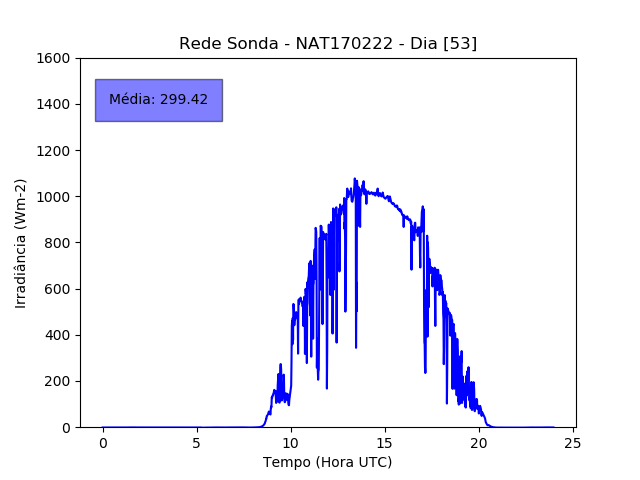 Rede Sonda - NAT170222 - Dia [53]
1600
1400
1200
1000
800
600
400
200
0
Média: 299.42
Irradiância (Wm-2)
0 5 10 15 20 25
Tempo (Hora UTC)